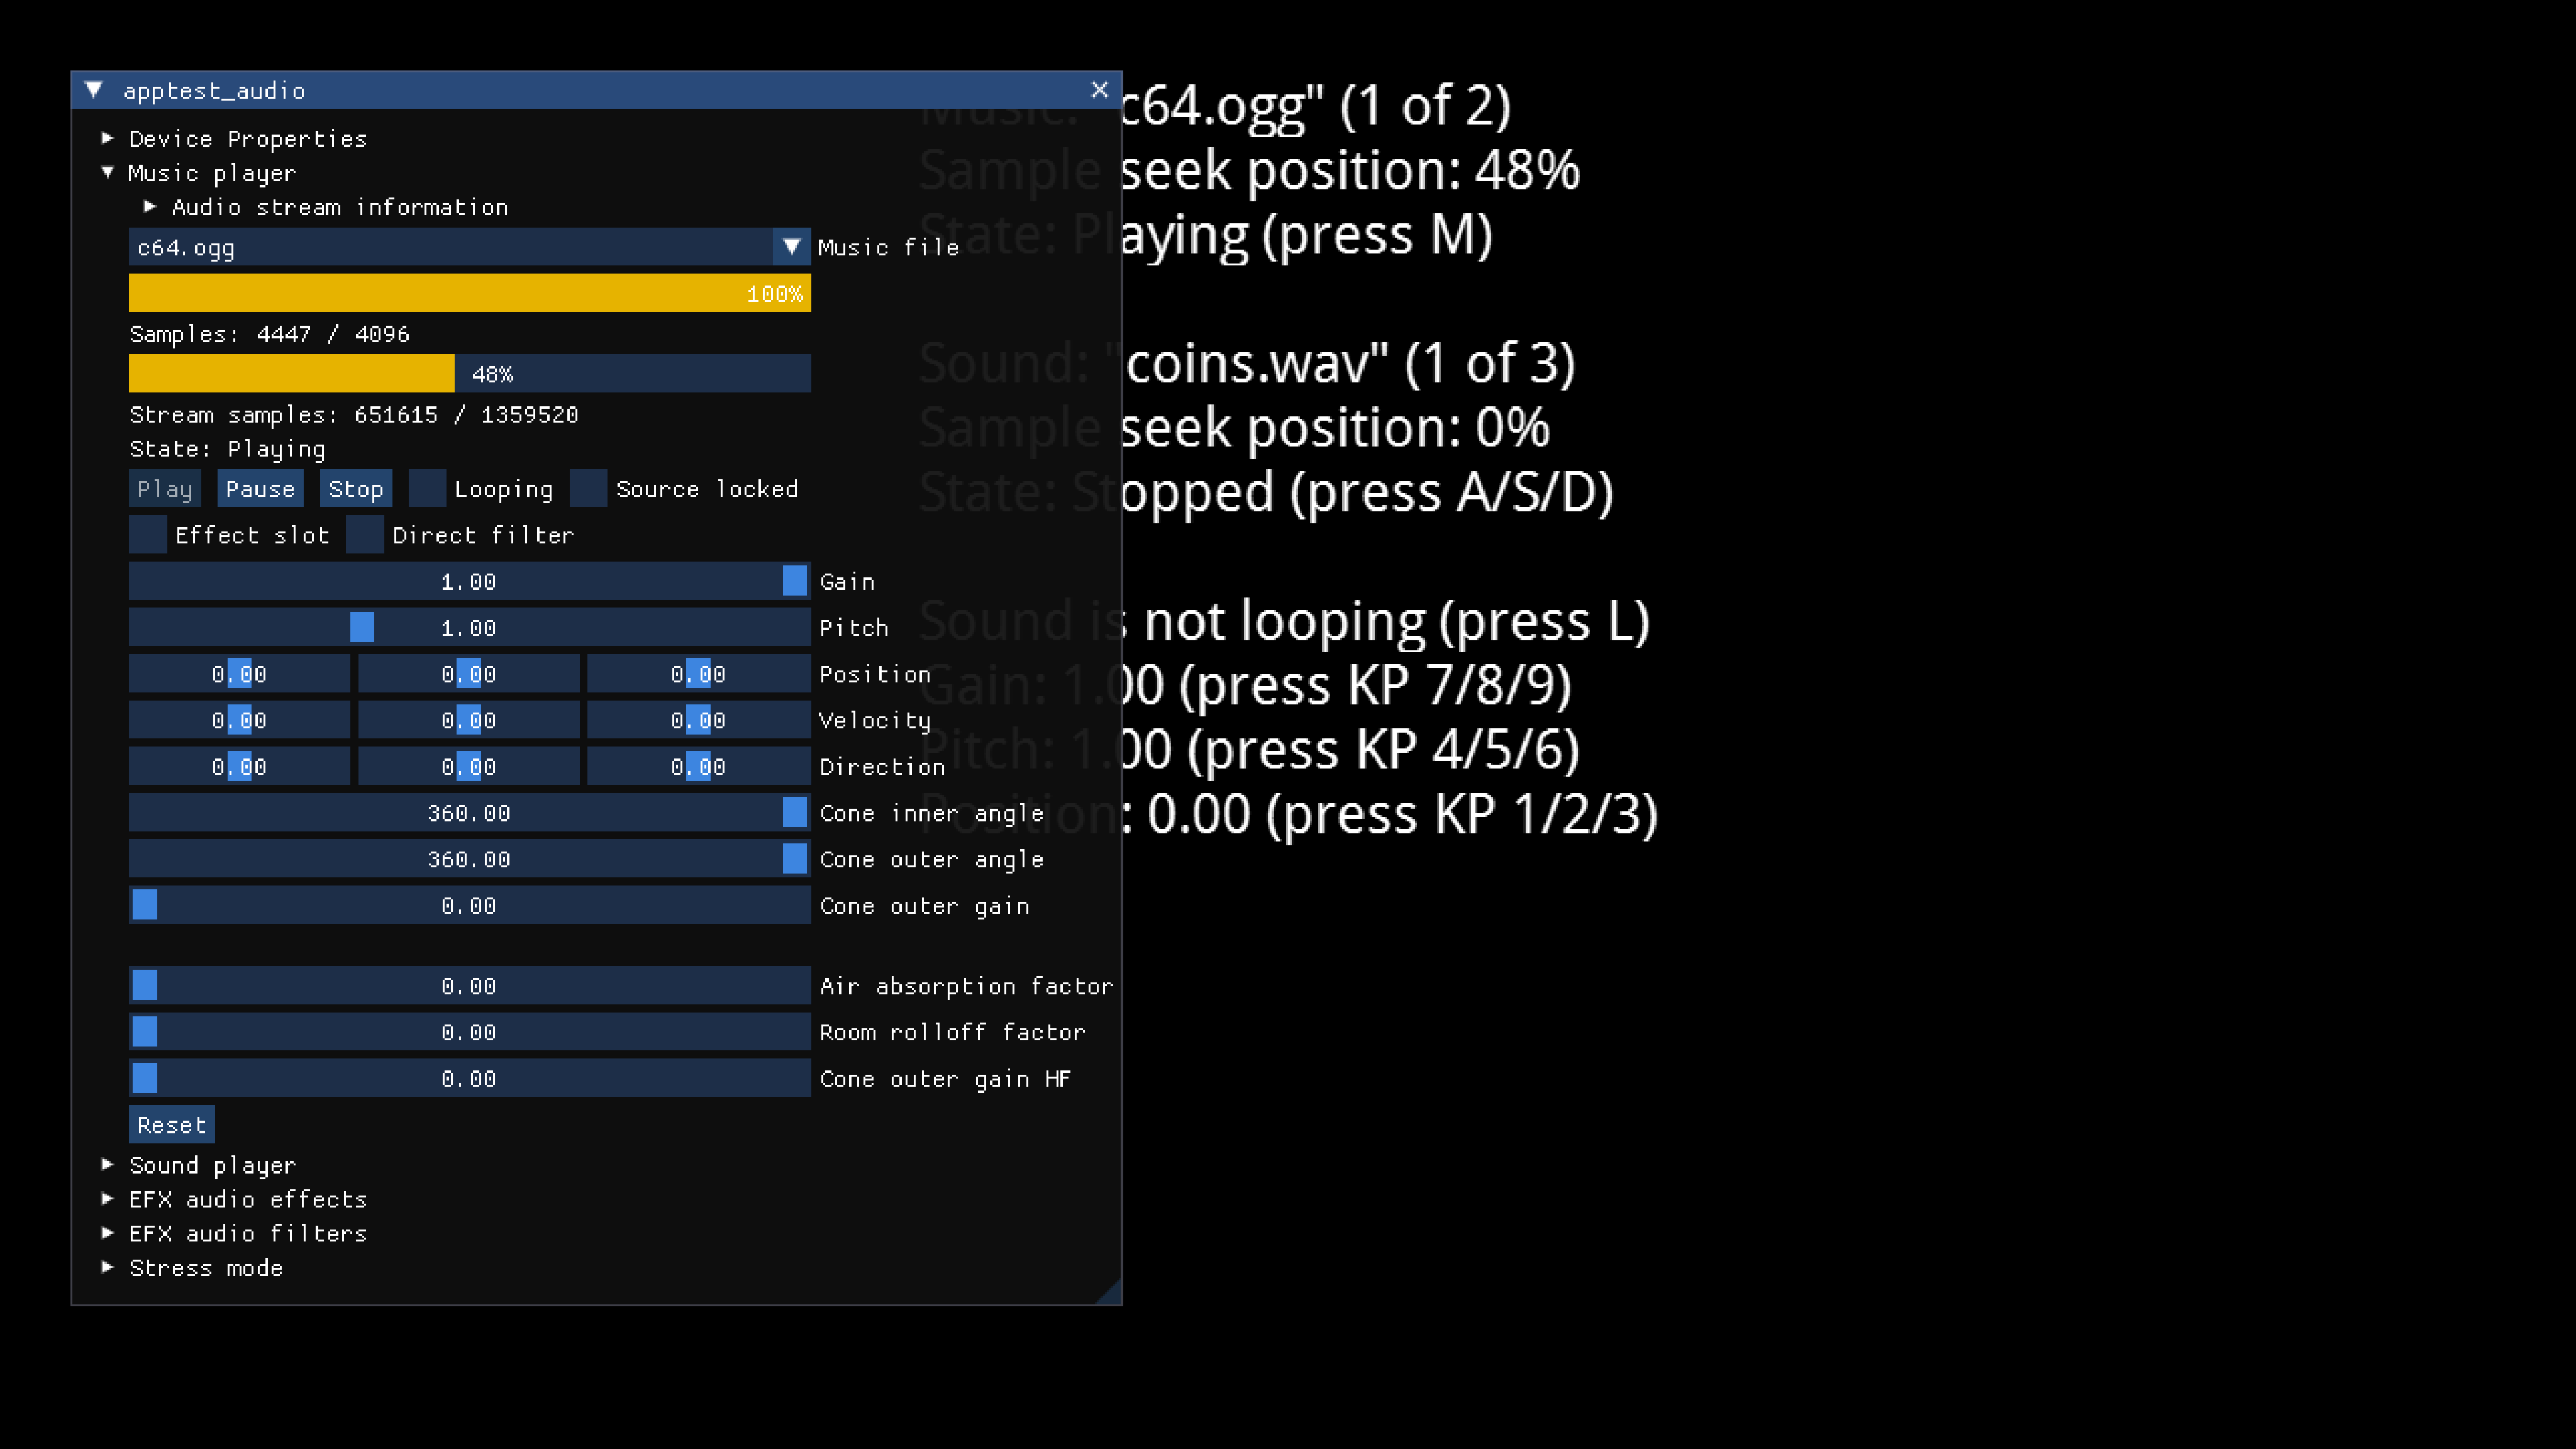 apptest_audio
Device Properties
Music player
Audio stream information
c64.ogg Music file
100%
Samples: 4447 / 4096
48%
Stream samples: 651615 / 1359520
State: Playing
Play Pause Stop Looping Source locked
Effect slot Direct filter
1.00 Gain
1.00 Pitch
0.00 0.00 0.00 Position
0.00 0.00 0.00 Velocity
0.00 0.00 0.00 Direction
360.00 Cone inner angle
360.00 Cone outer angle
0.00 Cone outer gain
0.00 Air absorption factor
0.00 Room rolloff factor
0.00 Cone outer gain HF
Reset
Sound player
EFX audio effects
EFX audio filters
Stress mode
Music: "c64.ogg" (1 of 2)
Sample seek position: 48%
State: Playing (press M)
Sound: "coins.wav" (1 of 3)
Sample seek position: 0%
State: Stopped (press A/S/D)
Sound is not looping (press L)
Gain: 1.00 (press KP 7/8/9)
Pitch: 1.00 (press KP 4/5/6)
Position: 0.00 (press KP 1/2/3)